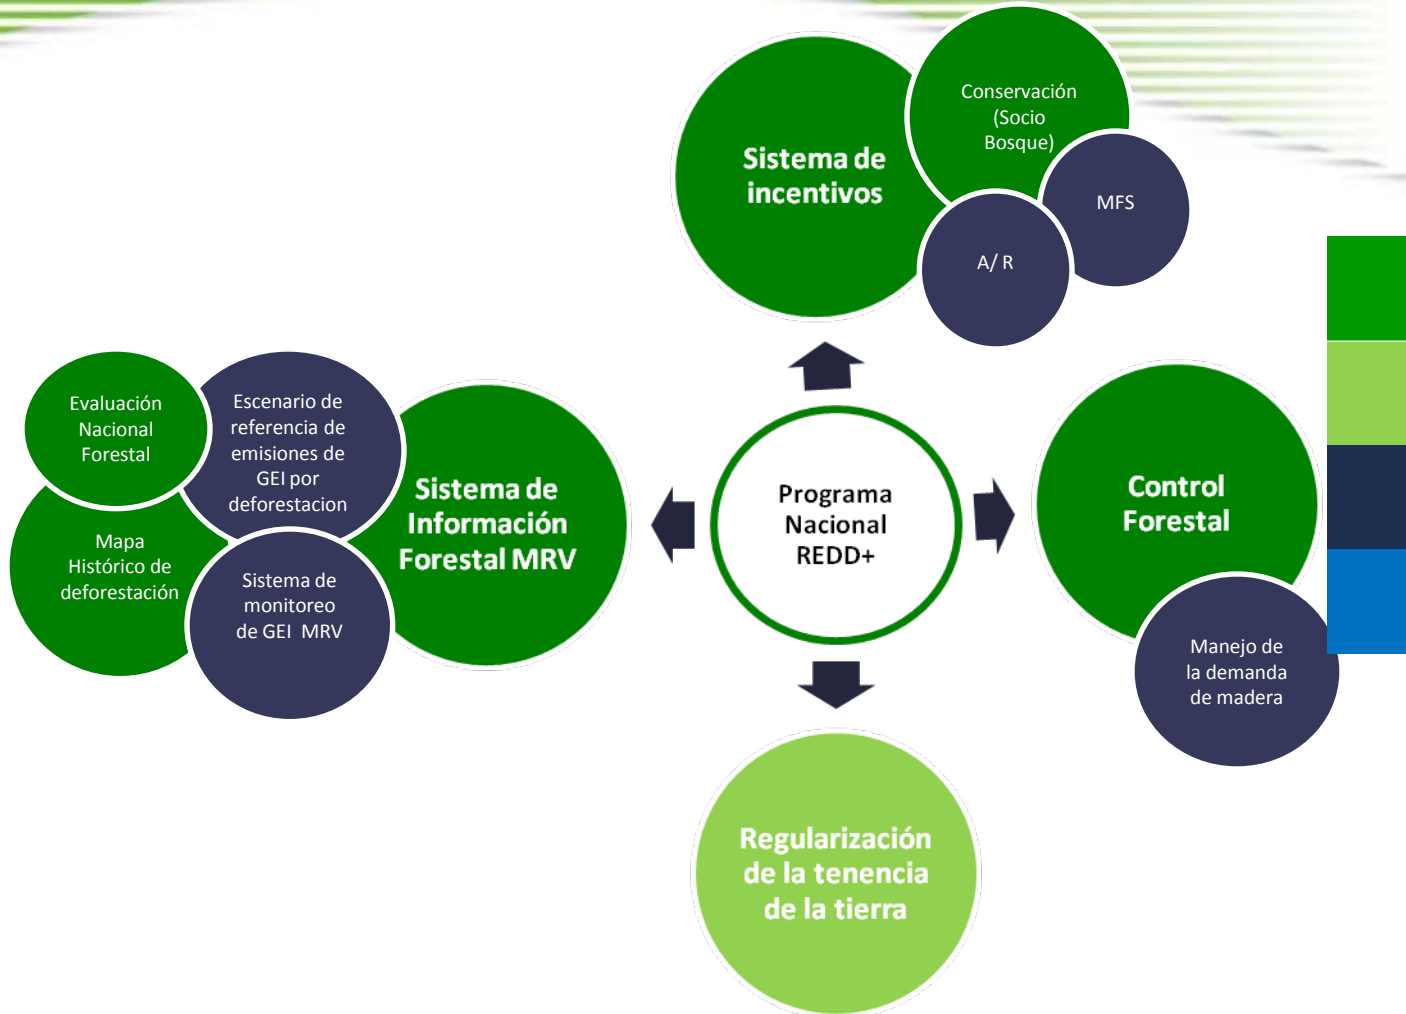 Conservación
(Socio
Bosque)
Sistema de
incentivos
MFS
A/ R
Evaluación
Nacional
Forestal
Escenario de
referencia de
emisiones de
GEI por
deforestacion
Mapa
Histórico de
deforestación
Sistema de
monitoreo
de GEI MRV
Sistema de
Información
Forestal MRV
Programa
Nacional
REDD+
Control
Forestal
Manejo de
la demanda
de madera
Regularización
de la tenencia
de la tierra